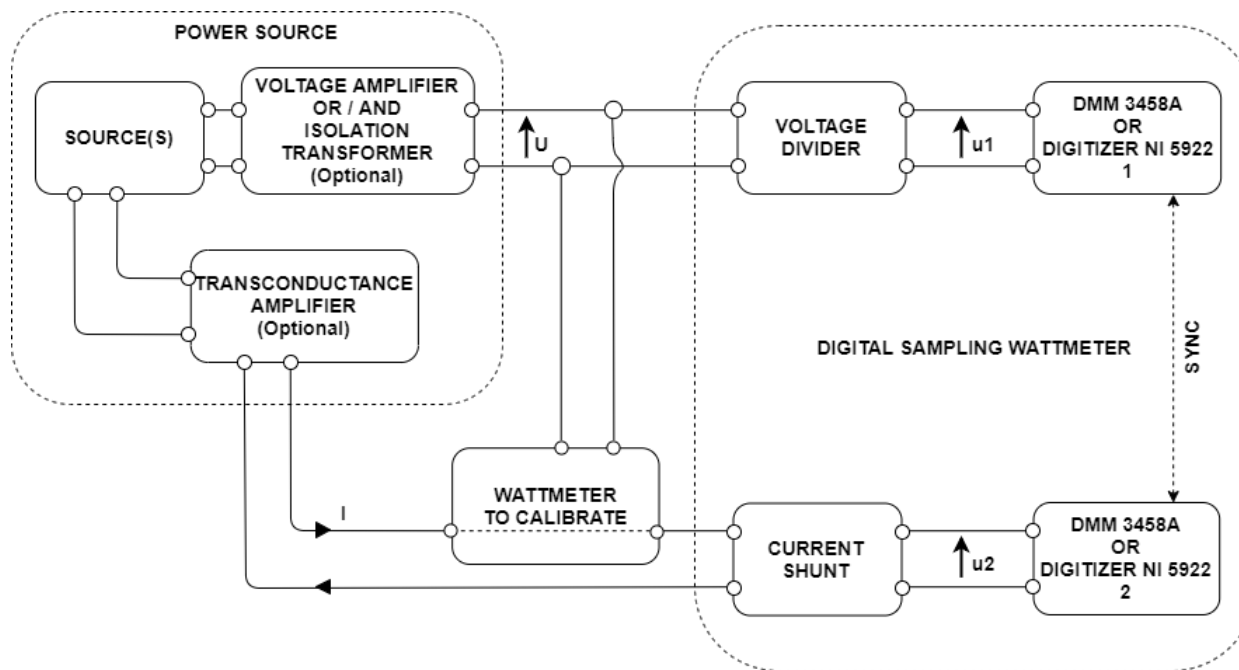 POWER SOURCE
SOURCE(S)
VOLTAGE AMPLIFIER
OR / AND
ISOLATION
TRANSFORMER
(Optional)
U
VOLTAGE
DIVIDER
u1
DMM 3458A
OR
DIGITIZER NI 5922
1
TRANSCONDUCTANCE
AMPLIFIER
(Optional)
DIGITAL SAMPLING WATTMETER
SYNC
I
WATTMETER
TO CALIBRATE
CURRENT
SHUNT
u2
DMM 3458A
OR
DIGITIZER NI 5922
2